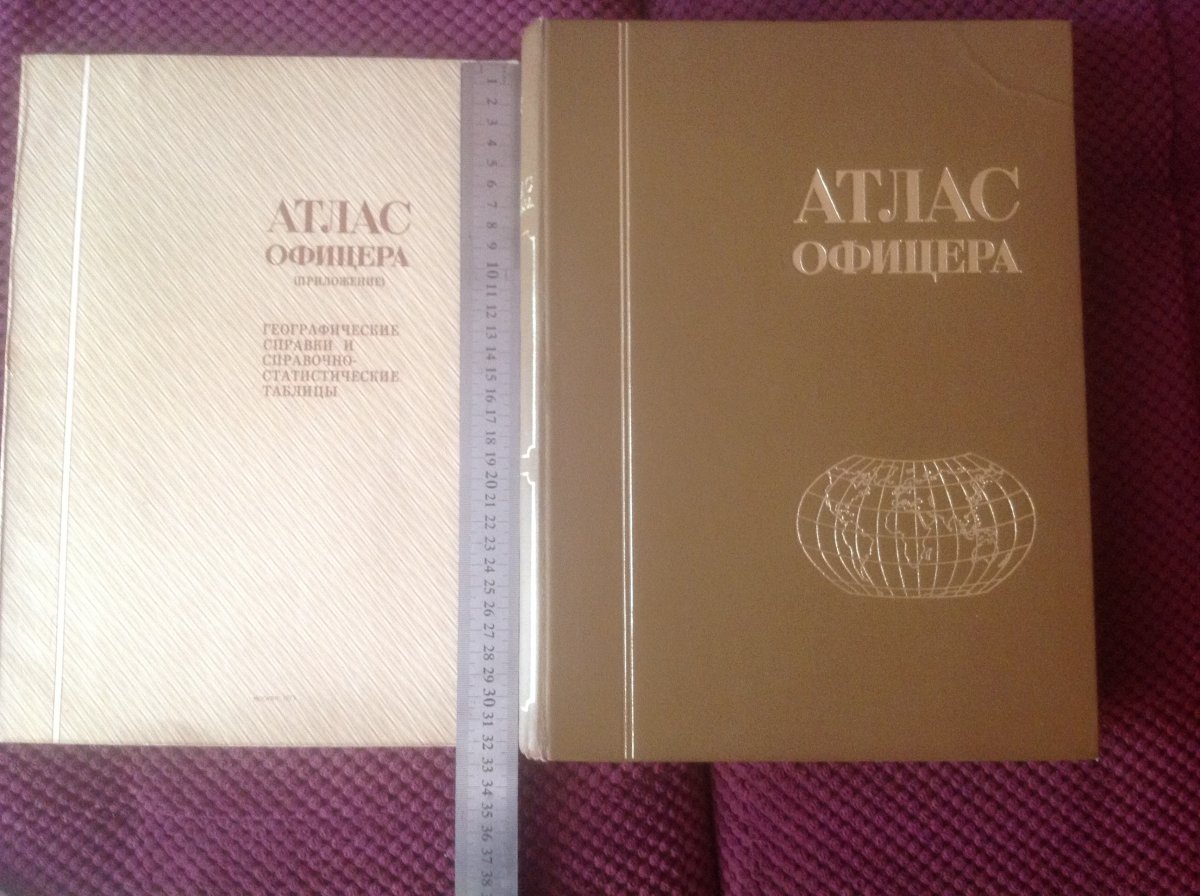 АТЛАС
ОФИЦЕРА
(ПРИЛОЖЕНИЕ)
ГЕОГРАФИЧЕСКИЕ
СПРАВКИ И
СПРАВОЧНО-
СТАТИСТИЧЕСКИЕ
ТАБЛИЦЫ
1 2 3 4 5 6 7 8 9 10 11 12 13 14 15 16 17 18 19 20 21 22 23 24 25 26 27 28 29 30 31 32 33 34 35 36 37 38
АТЛАС
ОФИЦЕРА